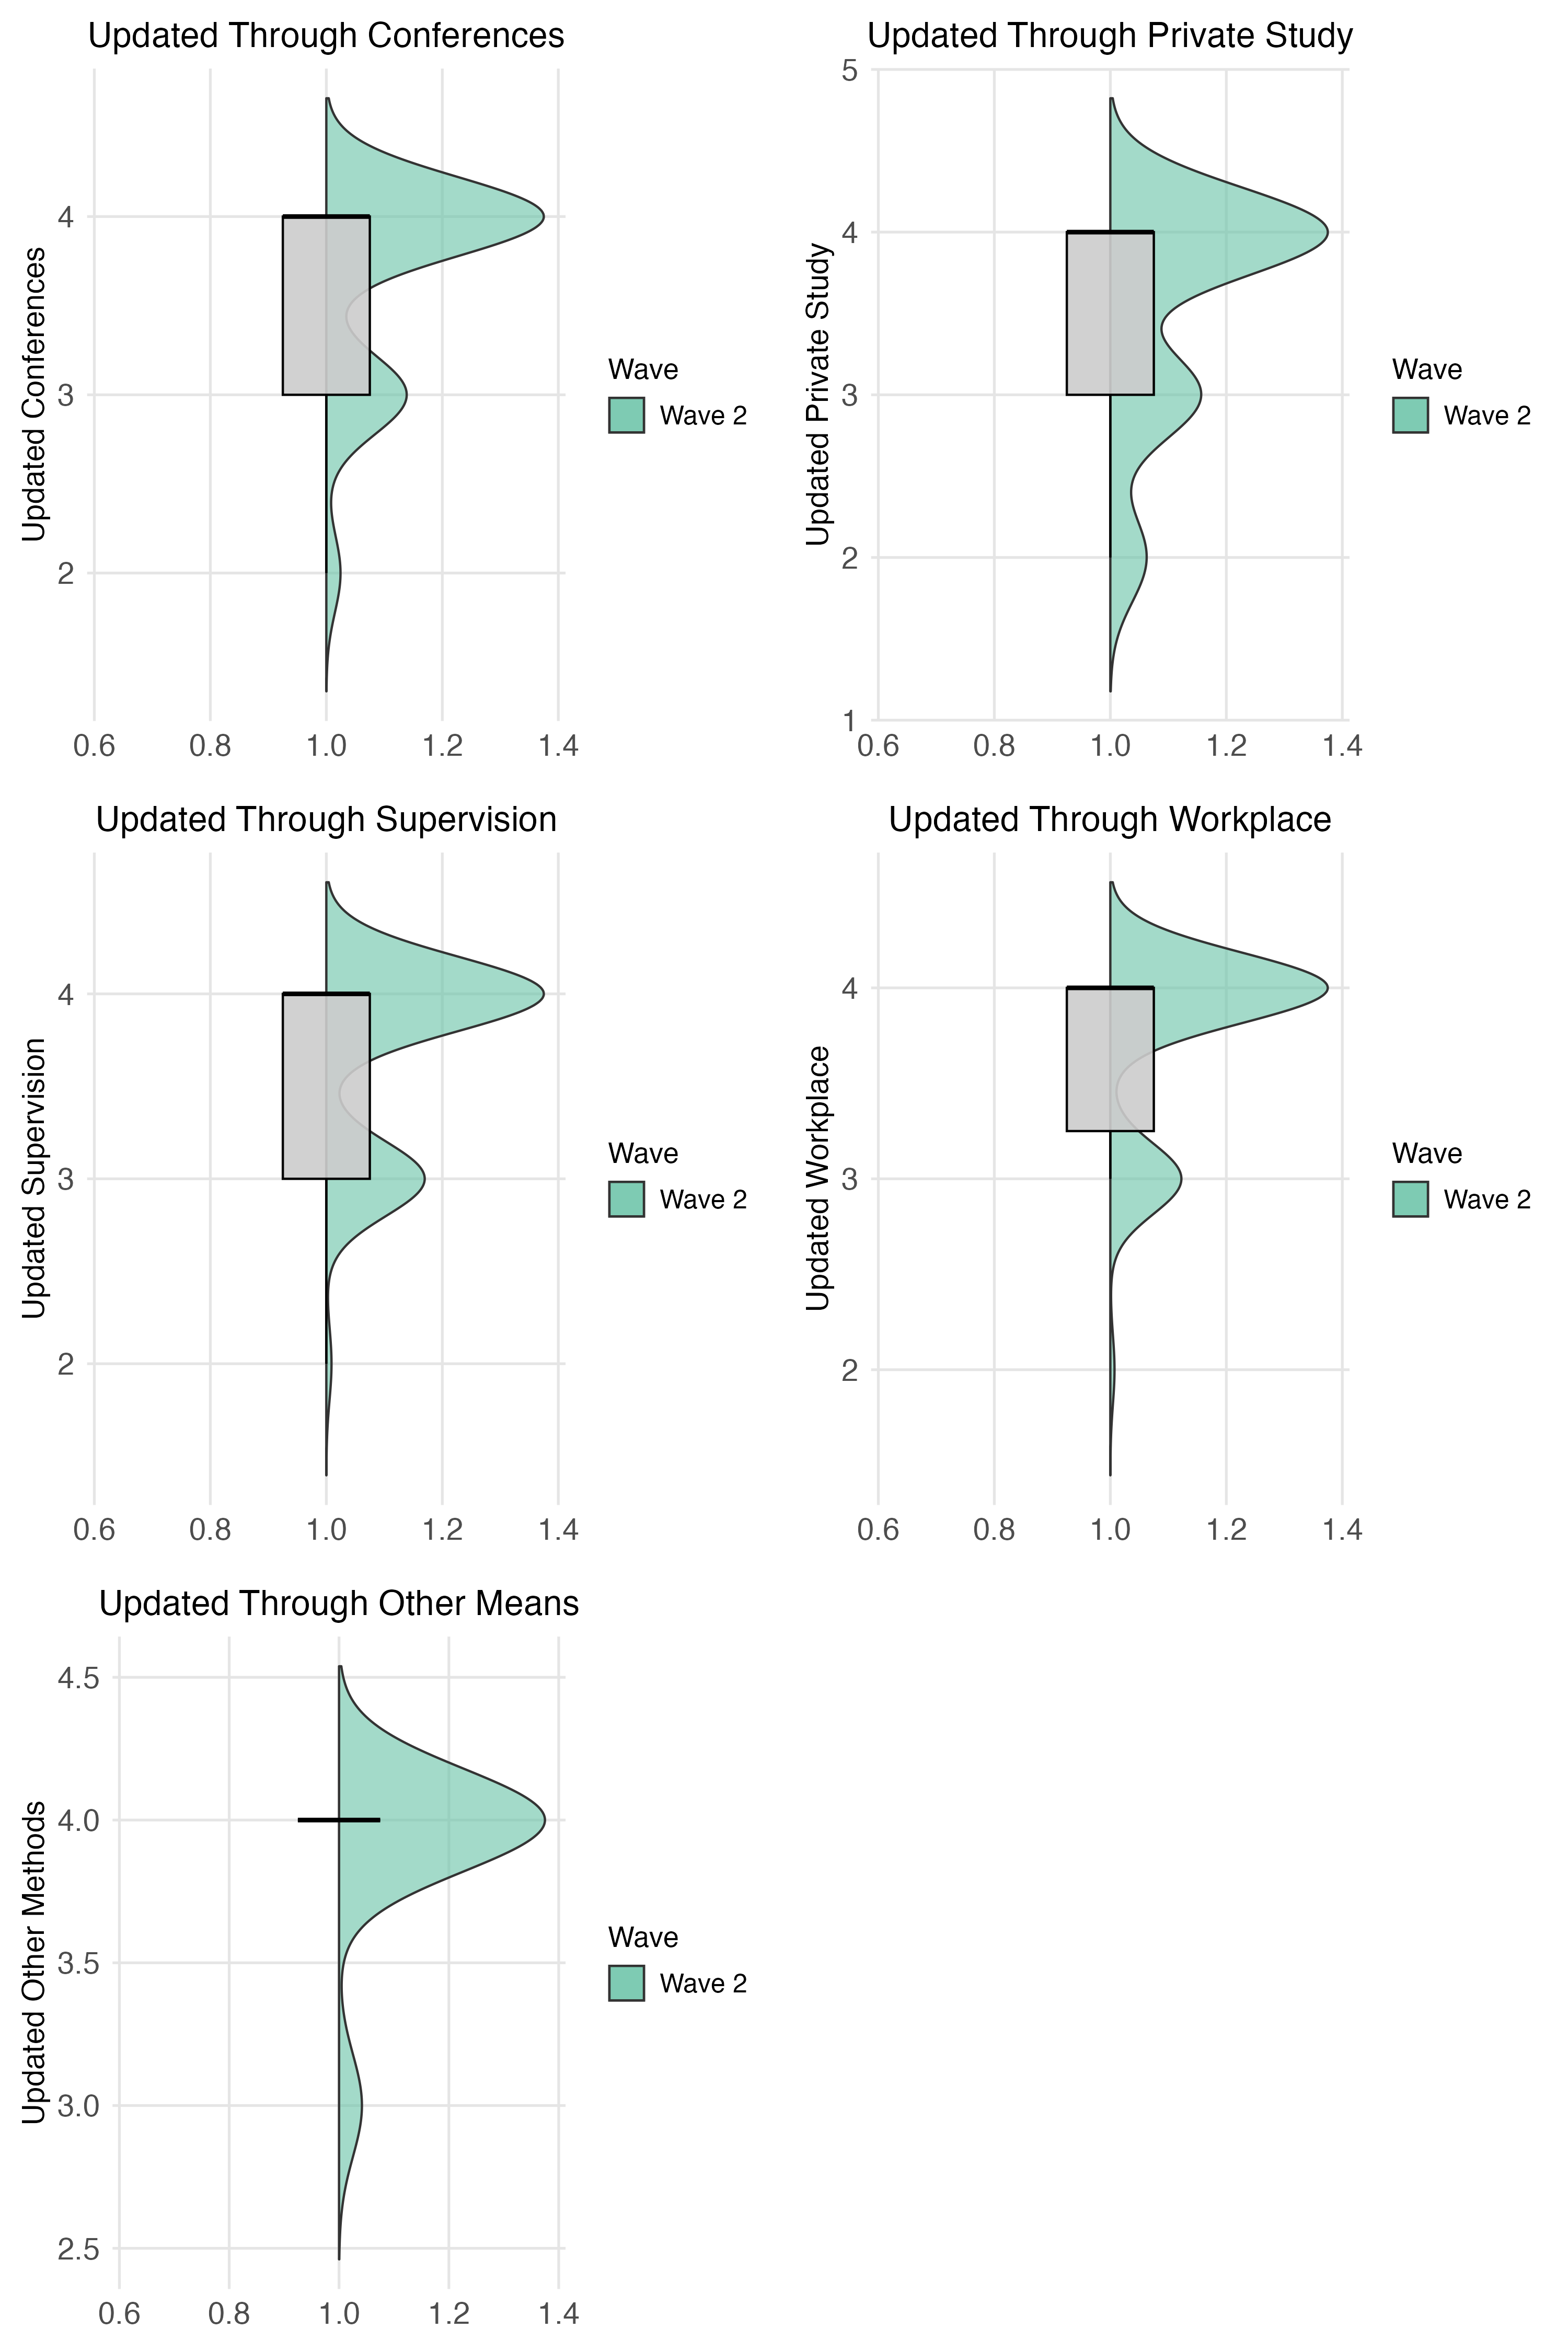 Updated Through Conferences
Updated Conferences
4
3
2
0.6 0.8 1.0 1.2 1.4
Wave
Wave 2
Updated Through Private Study
Updated Private Study
5
4
3
2
1
0.6 0.8 1.0 1.2 1.4
Wave
Wave 2
Updated Through Supervision
Updated Supervision
4
3
2
0.6 0.8 1.0 1.2 1.4
Wave
Wave 2
Updated Through Workplace
Updated Workplace
4
3
2
0.6 0.8 1.0 1.2 1.4
Wave
Wave 2
Updated Through Other Means
Updated Other Methods
4.5
4.0
3.5
3.0
2.5
0.6 0.8 1.0 1.2 1.4
Wave
Wave 2